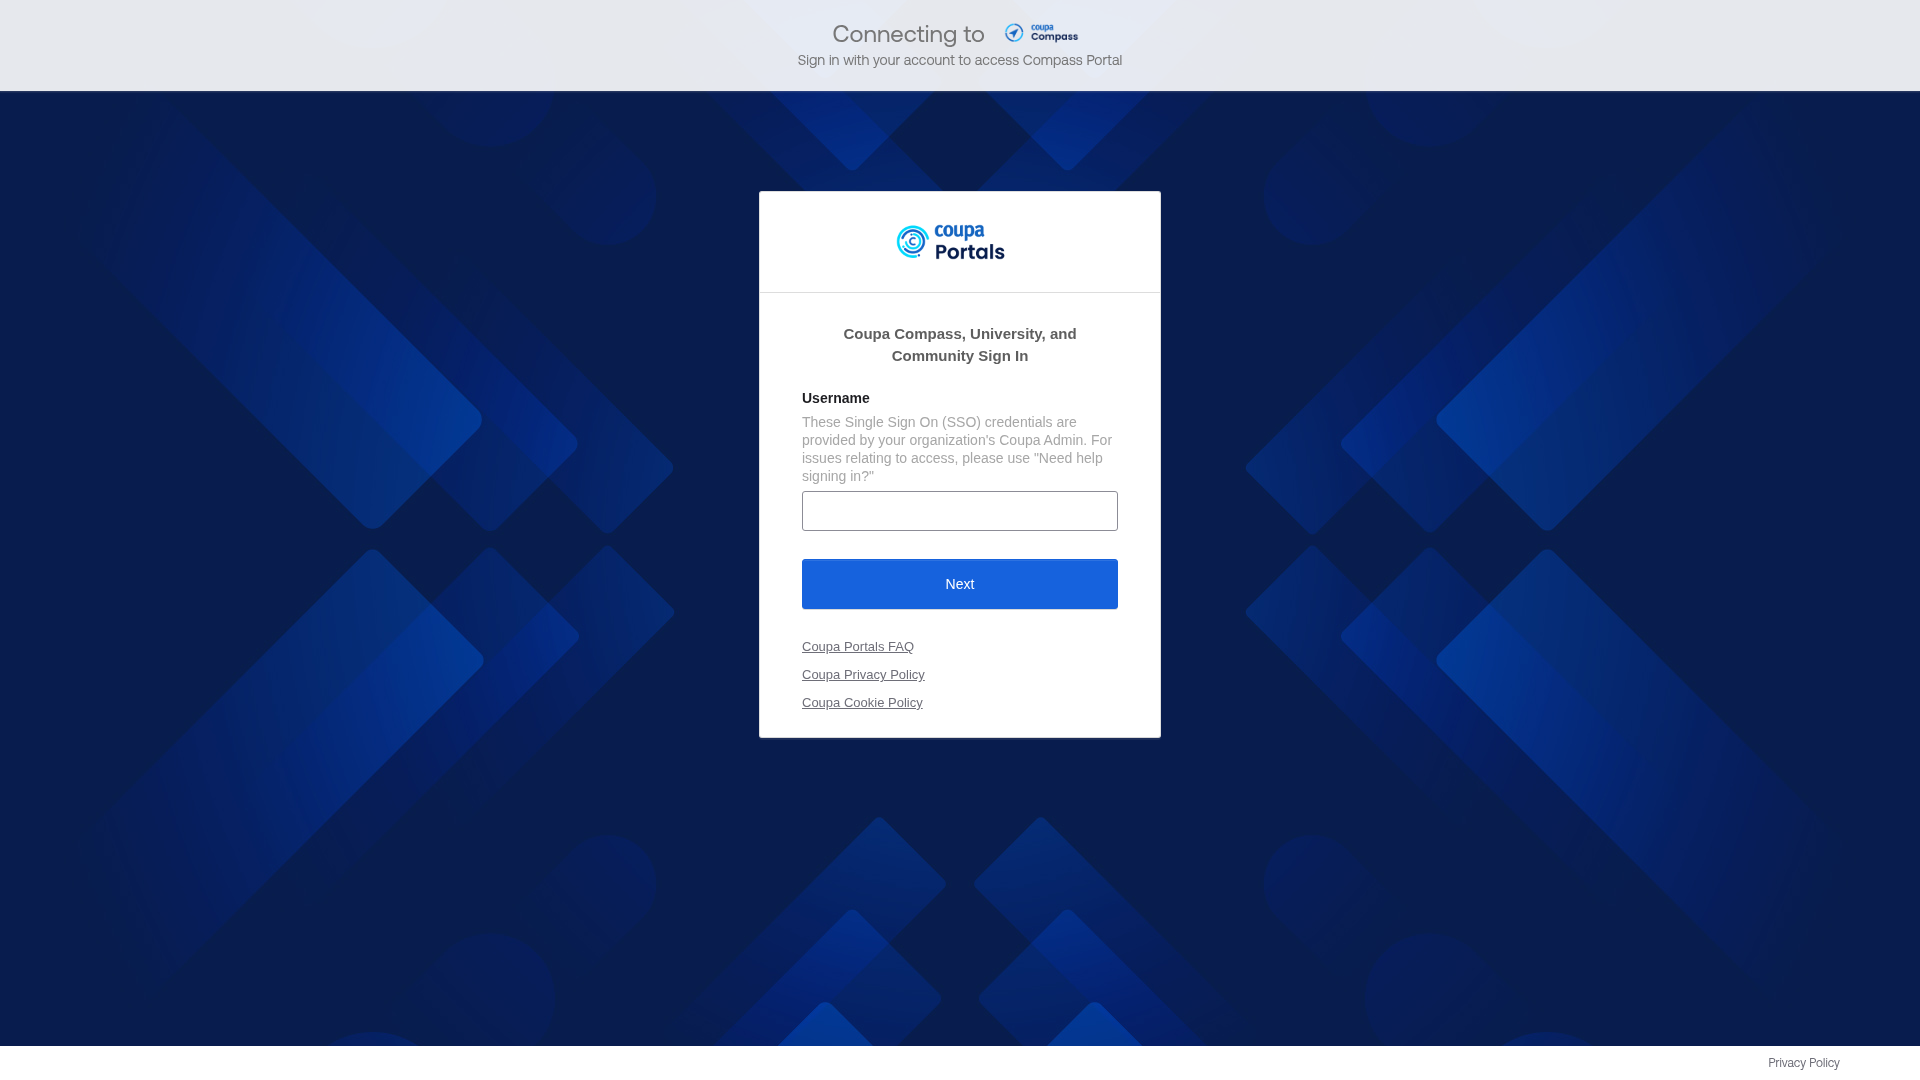 Connecting to
coupa
Compass
Sign in with your account to access Compass Portal
coupa
Portals
Coupa Compass, University, and
Community Sign In
Username
These Single Sign On (SSO) credentials are
provided by your organization's Coupa Admin. For
issues relating to access, please use "Need help
signing in?"
Next
Coupa Portals FAQ
Coupa Privacy Policy
Coupa Cookie Policy
Privacy Policy